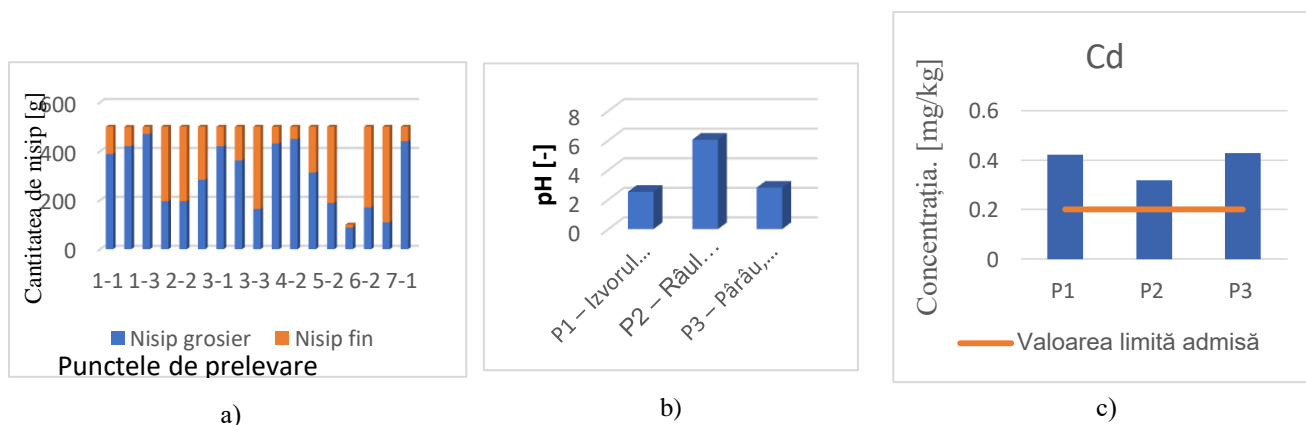 Cantitatea de nisip [g]
600
400
200
0
1-1 1-3 2-2 3-1 3-3 4-2 5-2 6-2 7-1
Nisip grosier Nisip fin
Punctele de prelevare
a)
pH [-]
8
6
4
2
0
P1 – Izvorul…
P2 – Râul…
P3 – Pârâu,…
b)
Cd
Concentrația. [mg/kg]
0.6
0.4
0.2
0
P1 P2 P3
Valoarea limită admisă
c)